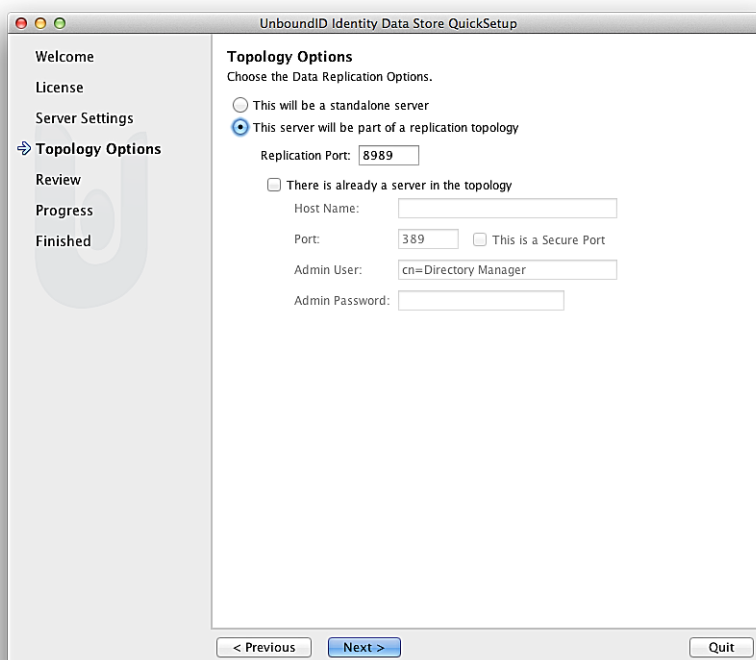 UnboundID Identity Data Store QuickSetup
Welcome
License
Server Settings
Topology Options
Review
Progress
Finished
Topology Options
Choose the Data Replication Options.
This will be a standalone server
This server will be part of a replication topology
Replication Port: 8989
There is already a server in the topology
Host Name:
Port: 389 This is a Secure Port
Admin User: cn=Directory Manager
Admin Password:
< Previous Next > Quit